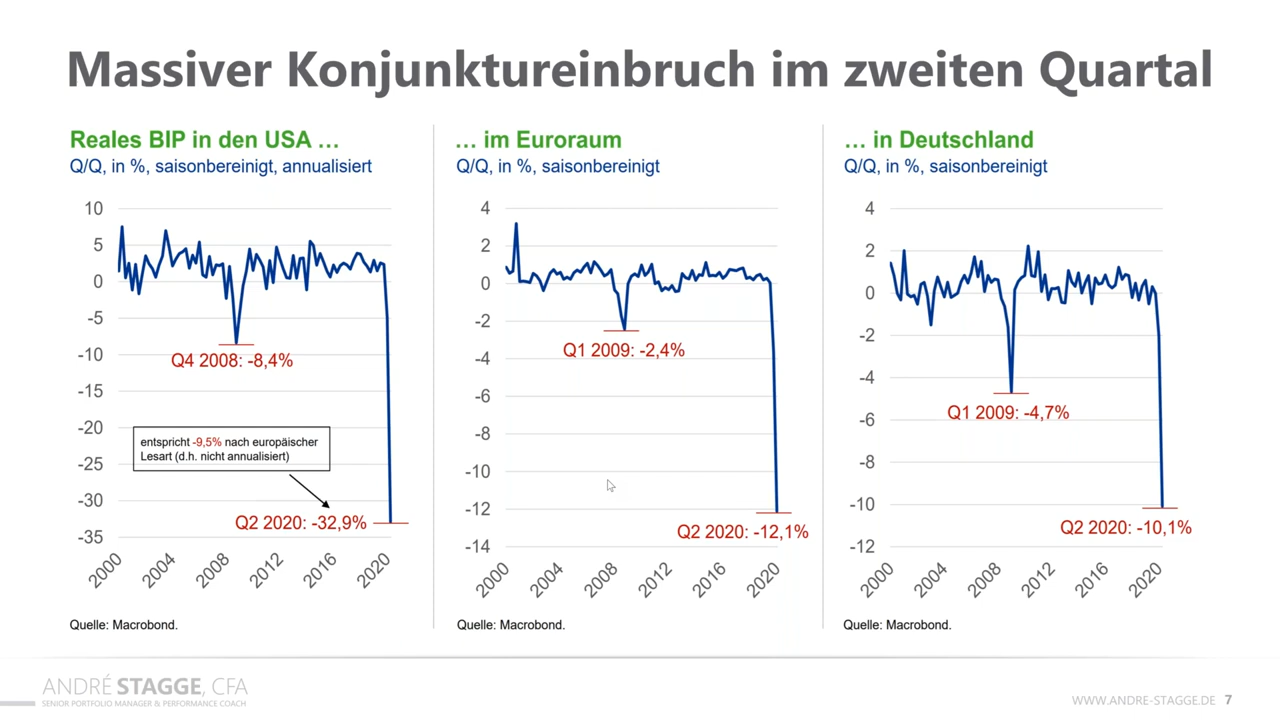 Massiver Konjunktureinbruch im zweiten Quartal
Reales BIP in den USA …
Q/Q, in %, saisonbereinigt, annualisiert
10
5
0
-5
-10
-15
-20
-25
-30
-35
Q4 2008: -8,4%
entspricht -9,5% nach europäischer
Lesart (d.h. nicht annualisiert)
Q2 2020: -32,9%
2000
2004
2008
2012
2016
2020
Quelle: Macrobond.
… im Euroraum
Q/Q, in %, saisonbereinigt
4
2
0
-2
-4
-6
-8
-10
-12
-14
Q1 2009: -2,4%
Q2 2020: -12,1%
2000
2004
2008
2012
2016
2020
Quelle: Macrobond.
… in Deutschland
Q/Q, in %, saisonbereinigt
4
2
0
-2
-4
-6
-8
-10
-12
Q1 2009: -4,7%
Q2 2020: -10,1%
2000
2004
2008
2012
2016
2020
Quelle: Macrobond.
ANDRÉ STAGGE, CFA
SENIOR PORTFOLIO MANAGER & PERFORMANCE COACH
WWW.ANDRE-STAGGE.DE 7